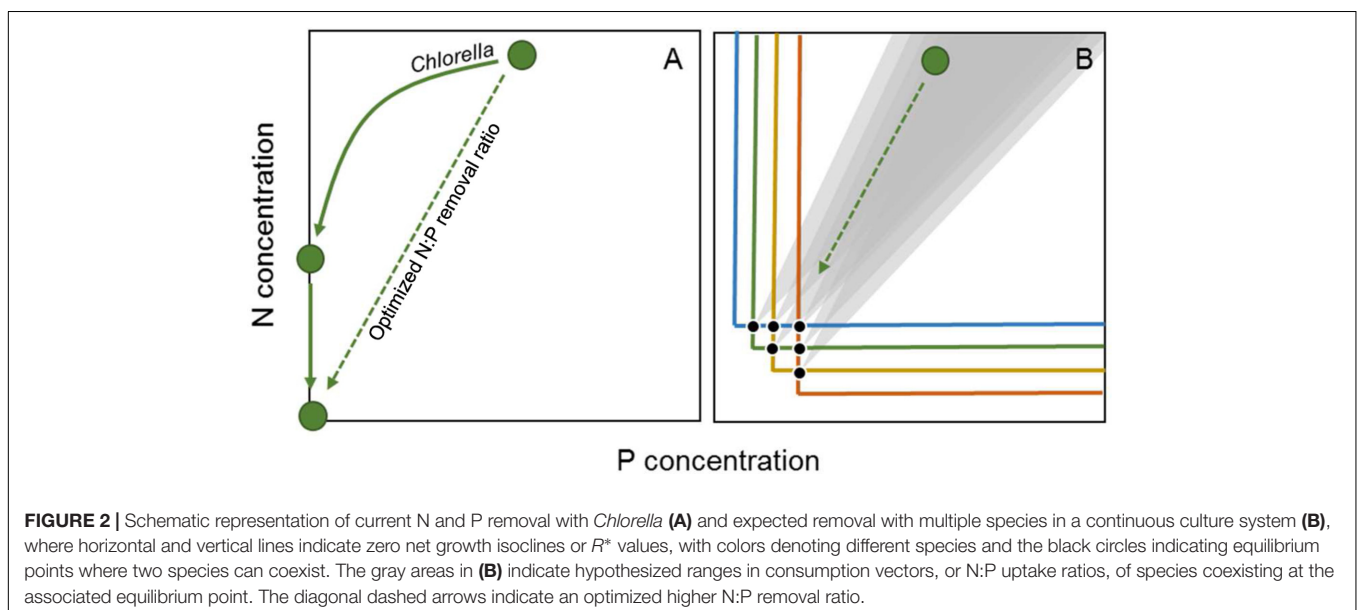 A
B
Chlorella
Optimized N:P removal ratio
N concentration
P concentration
FIGURE 2 | Schematic representation of current N and P removal with Chlorella (A) and expected removal with multiple species in a continuous culture system (B),
where horizontal and vertical lines indicate zero net growth isoclines or R* values, with colors denoting different species and the black circles indicating equilibrium
points where two species can coexist. The gray areas in (B) indicate hypothesized ranges in consumption vectors, or N:P uptake ratios, of species coexisting at the
associated equilibrium point. The diagonal dashed arrows indicate an optimized higher N:P removal ratio.